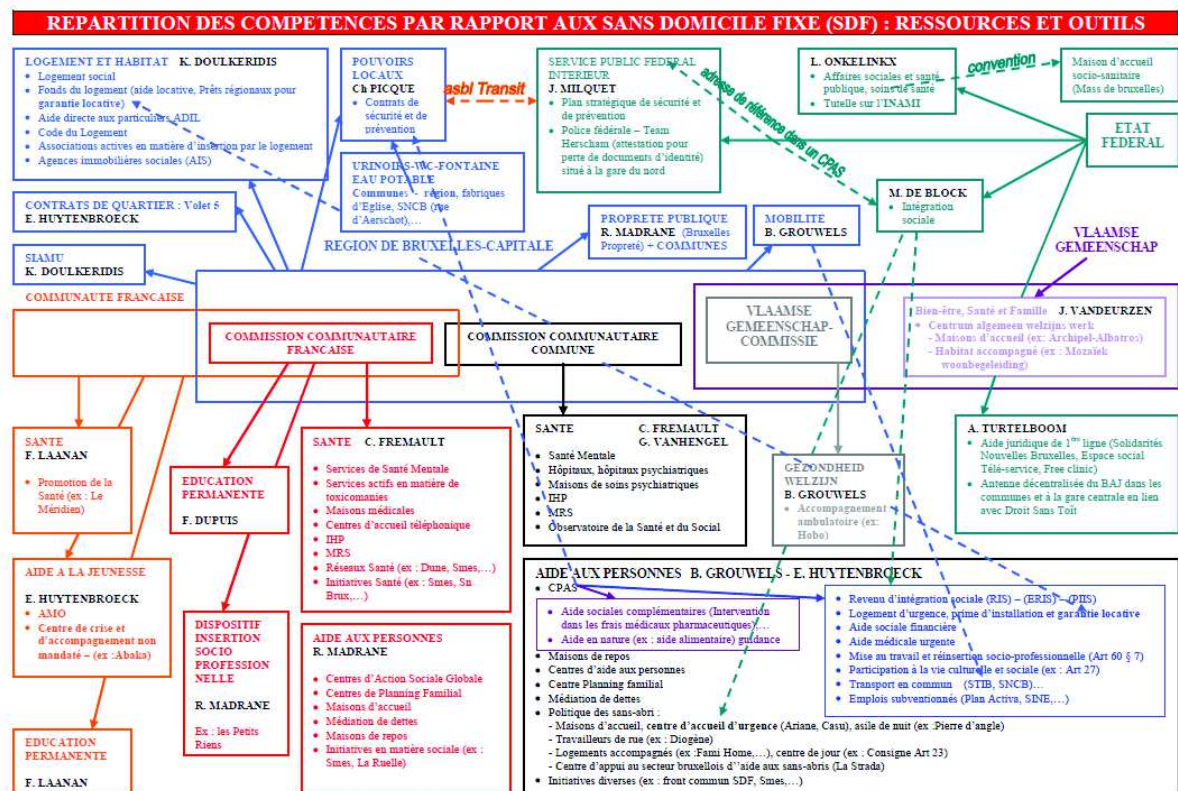 REPARTITION DES COMPETENCES PAR RAPPORT AUX SANS DOMICILE FIXE (SDF) : RESSOURCES ET OUTILS
LOGEMENT ET HABITAT K. DOULKERIDIS
• Logement social
• Fonds du logement (aide locative, Prêts régionaux pour
garantie locative)
• Aide directe aux particuliers ADIL
• Code du Logement
• Associations actives en matière d'insertion par le logement
• Agences immobilières sociales (AIS)
POUVOIRS
LOCAUX
Ch PICQUE
• Contrats de
sécurité et de
prévention
asbl Transit
SERVICE PUBLIC FEDERAL
INTERIEUR
J. MILQUET
• Plan stratégique de sécurité et
de prévention
• Police fédérale – Team
Herscham (attestation pour
perte de documents d'identité)
situé à la gare du nord
adresse de référence dans un CPAS
L. ONKELINKX
• Affaires sociales et santé
publique, soins de santé
• Tutelle sur l'INAMI
convention
Maison d'accueil
socio-sanitaire
(Mass de bruxelles)
ETAT
FEDERAL
M. DE BLOCK
• Intégration
sociale
URINOIRS-WC-FONTAINE
EAU POTABLE
Communes - région, fabriques
d'Eglise, SNCB (rue
d'Aerschot),…
CONTRATS DE QUARTIER : Volet 5
E. HUYTENBROECK
PROPRETE PUBLIQUE
R. MADRANE (Bruxelles
Propreté) + COMMUNES
MOBILITE
B. GROUWELS
VLAAMSE
GEMEENSCHAP
REGION DE BRUXELLES-CAPITALE
SIAMU
K. DOULKERIDIS
COMMUNAUTE FRANCAISE
COMMISSION COMMUNAUTAIRE
FRANCAISE
COMMISSION COMMUNAUTAIRE
COMMUNE
VLAAMSE
GEMEENSCHAP-
COMMISSIE
Bien-être, Santé et Famille J. VANDEURZEN
• Centrum algemeen welzijns werk
- Maisons d'accueil (ex: Archipel-Albatros)
- Habitat accompagné (ex : Mozaïek
woonbegeleiding)
SANTE
F. LAANAN
• Promotion de la
Santé (ex : Le
Méridien)
EDUCATION
PERMANENTE
F. DUPUIS
SANTE C. FREMAULT
• Services de Santé Mentale
• Services actifs en matière de
toxicomanies
• Maisons médicales
• Centres d'accueil téléphonique
• IHP
• MRS
• Réseaux Santé (ex : Dune, Smes,…)
• Initiatives Santé (ex : Smes, Sn
Brux,…)
SANTE C. FREMAULT
G. VANHENGEL
• Santé Mentale
• Hôpitaux, hôpitaux psychiatriques
• Maisons de soins psychiatriques
• IHP
• MRS
• Observatoire de la Santé et du Social
GEZONDHEID
WELZIJN
B. GROUWELS
• Accompagnement
ambulatoire (ex:
Hobo)
A. TURTELBOOM
• Aide juridique de 1ère ligne (Solidarités
Nouvelles Bruxelles, Espace social
Télé-service, Free clinic)
• Antenne décentralisée du BAJ dans les
communes et à la gare centrale en lien
avec Droit Sans Toît
AIDE A LA JEUNESSE
E. HUYTENBROECK
• AMO
• Centre de crise et
d'accompagnement non
mandaté – (ex :Abaka)
DISPOSITIF
INSERTION
SOCIO
PROFESSION
NELLE
R. MADRANE
Ex : les Petits
Riens
AIDE AUX PERSONNES
R. MADRANE
• Centres d'Action Sociale Globale
• Centres de Planning Familial
• Maisons d'accueil
• Médiation de dettes
• Maisons de repos
• Initiatives en matière sociale (ex :
Smes, La Ruelle)
EDUCATION
PERMANENTE
F. LAANAN
AIDE AUX PERSONNES B. GROUWELS - E. HUYTENBROECK
• CPAS
• Aide sociales complémentaires (Intervention
dans les frais médicaux pharmaceutiques),…
• Aide en nature (ex : aide alimentaire) guidance
• Revenu d'intégration sociale (RIS) – (ERIS) – (PIIS)
• Logement d'urgence, prime d'installation et garantie locative
• Aide sociale financière
• Aide médicale urgente
• Mise au travail et réinsertion socio-professionnelle (Art 60 § 7)
• Participation à la vie culturelle et sociale (ex : Art 27)
• Transport en commun (STIB, SNCB)…
• Emplois subventionnés (Plan Activa, SINE,…)
• Maisons de repos
• Centres d'aide aux personnes
• Centre Planning familial
• Médiation de dettes
• Politique des sans-abri :
- Maisons d'accueil, centre d'accueil d'urgence (Ariane, Casu), asile de nuit (ex :Pierre d'angle)
- Travailleurs de rue (ex : Diogène)
- Logements accompagnés (ex :Fami Home,…), centre de jour (ex : Consigne Art 23)
- Centre d'appui au secteur bruxellois d''aide aux sans-abris (La Strada)
• Initiatives diverses (ex : front commun SDF, Smes,…)